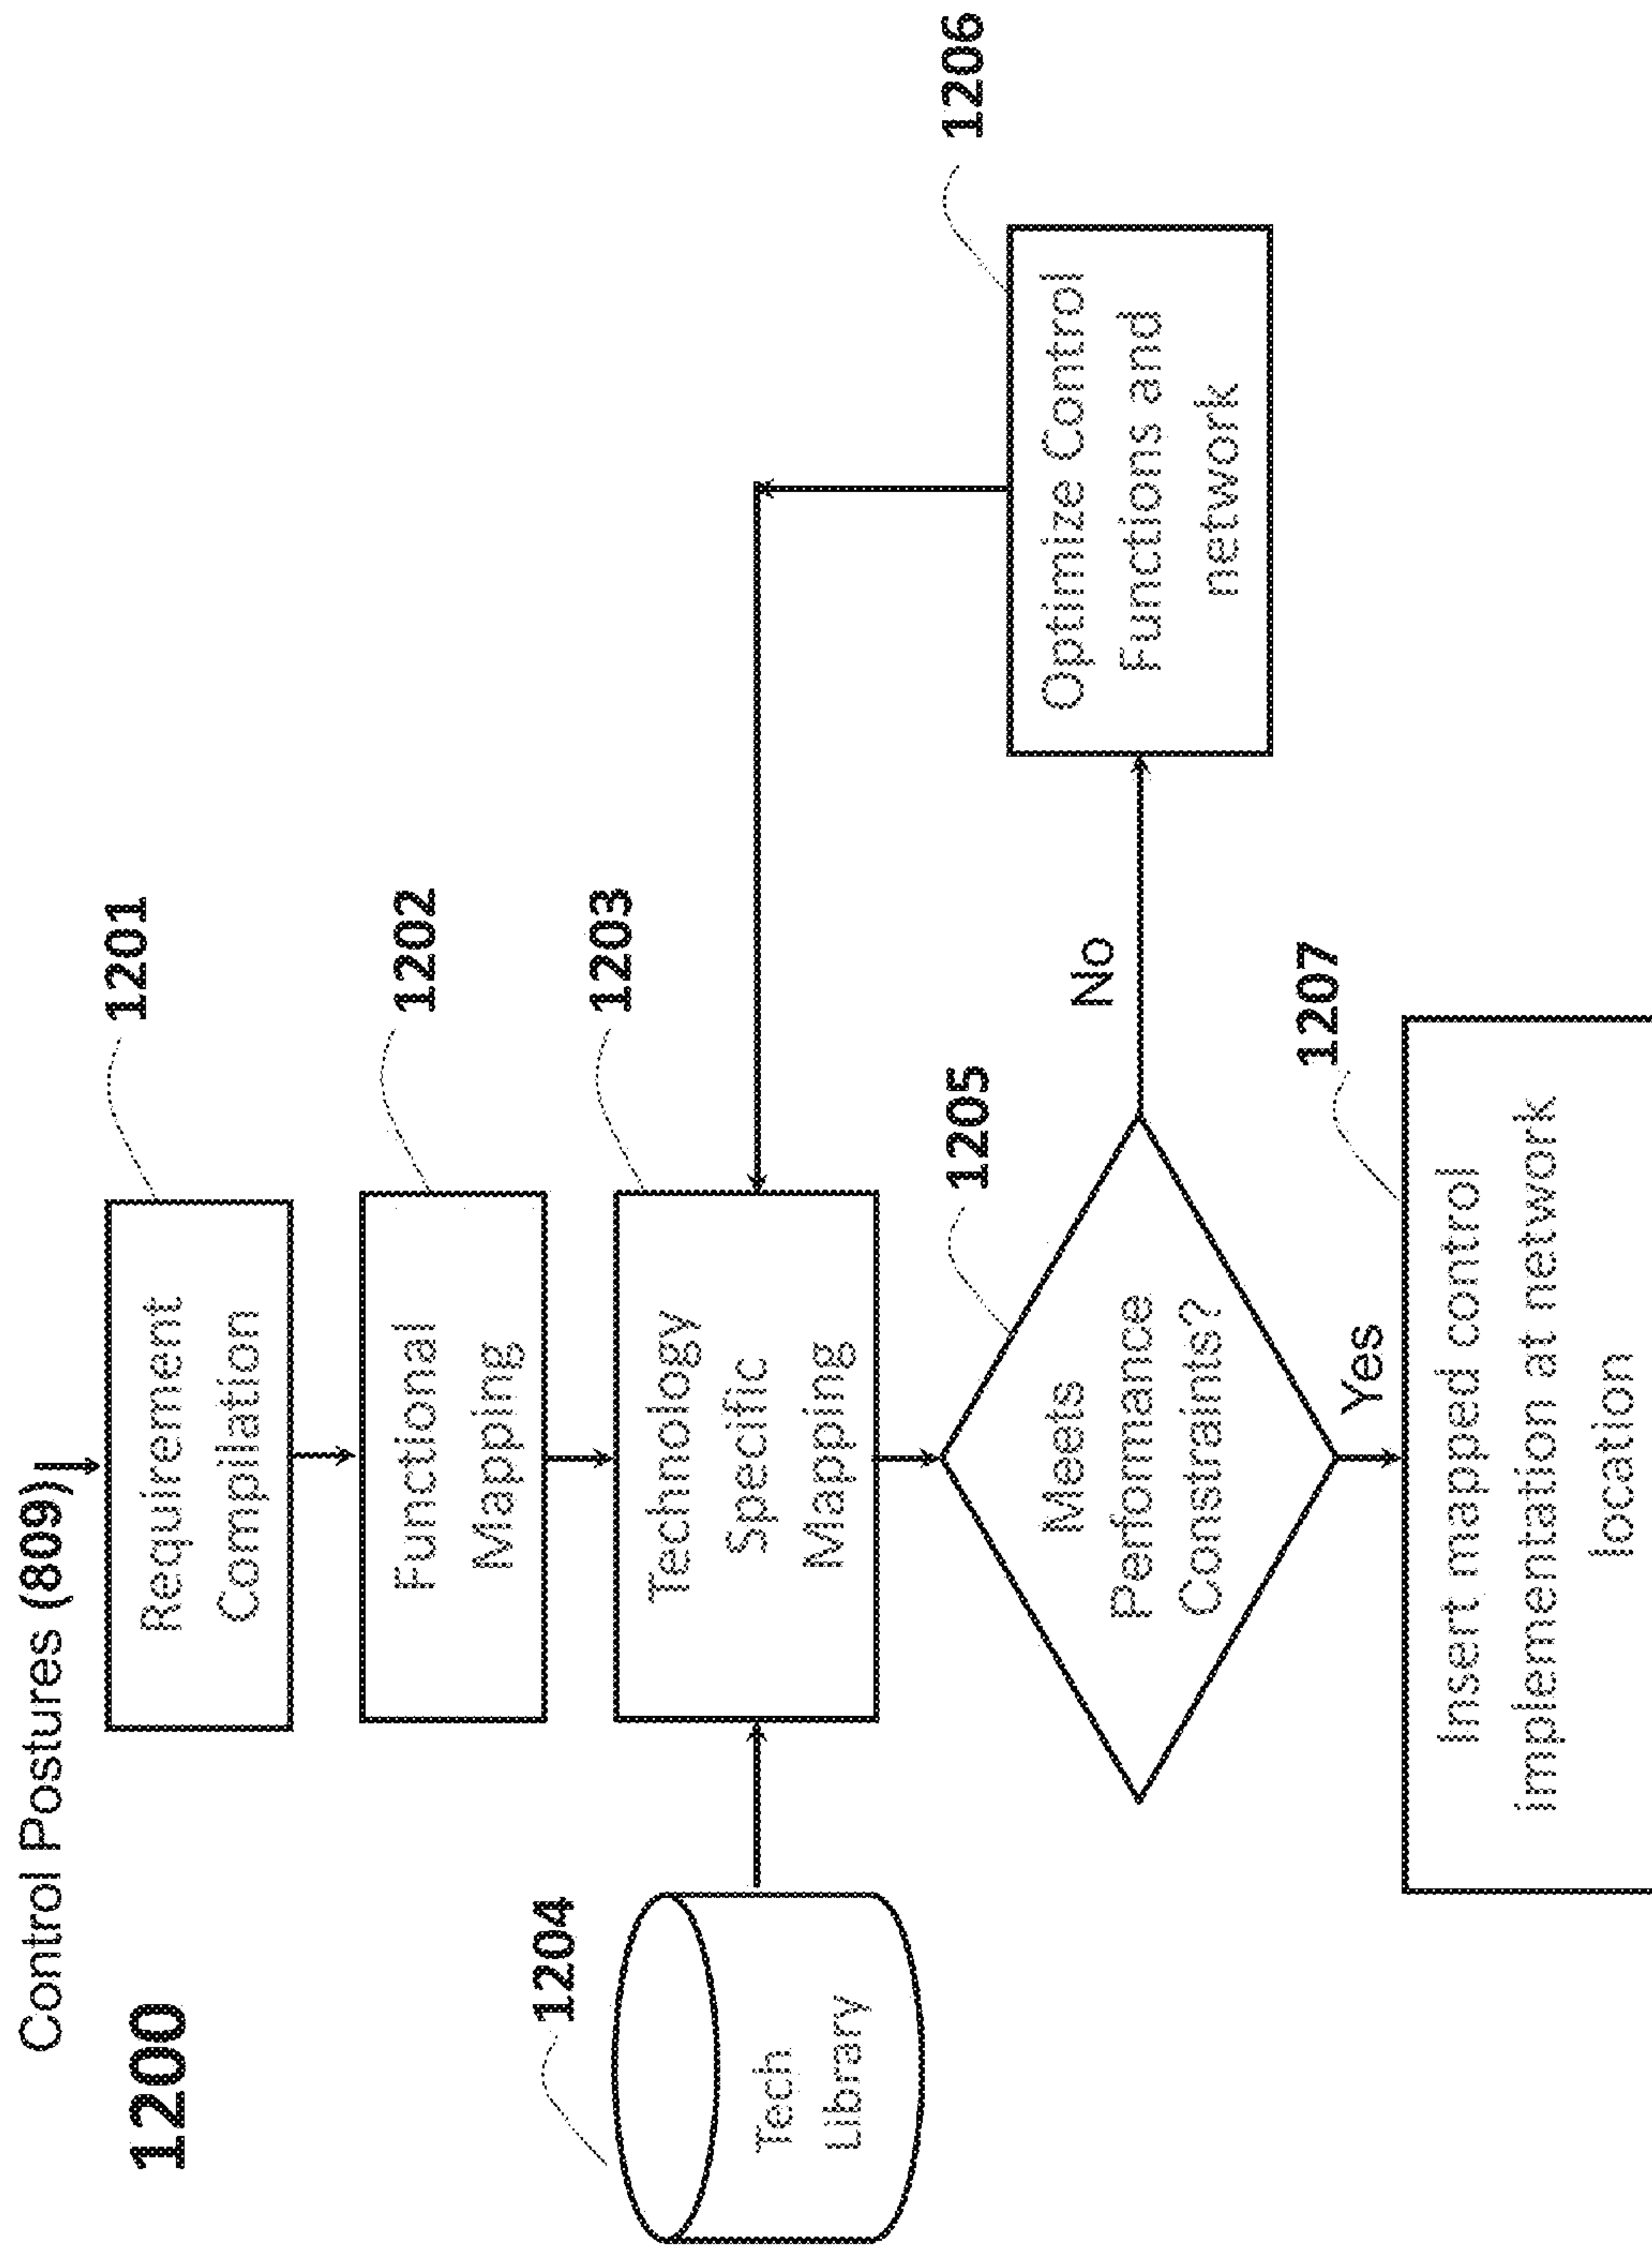 Control Postures (809)
1200
1201
Requirement
Compilation
1202
Functional
Mapping
1203
Technology
Specific
Mapping
1204
Tech
Library
1205
Meets
Performance
Constraints?
No
1206
Optimize Control
Functions and
network
Yes
1207
Insert mapped control
implementation at network
location